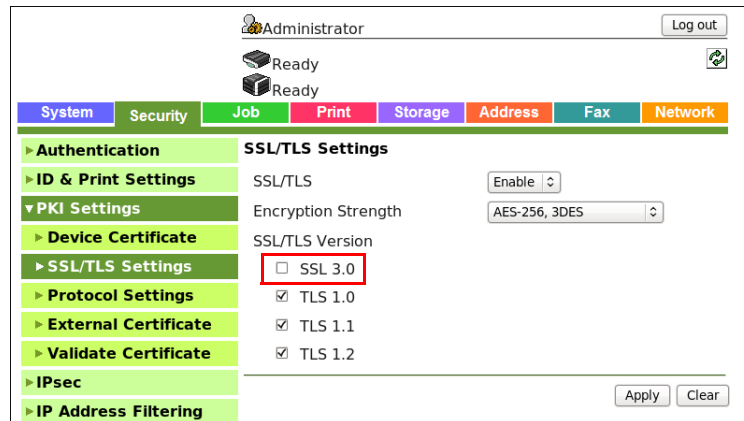 Administrator
Log out
Ready
Ready
System Security Job Print Storage Address Fax Network
Authentication
ID & Print Settings
PKI Settings
Device Certificate
SSL/TLS Settings
Protocol Settings
External Certificate
Validate Certificate
IPsec
IP Address Filtering
SSL/TLS Settings
SSL/TLS Enable
Encryption Strength AES-256, 3DES
SSL/TLS Version
SSL 3.0
TLS 1.0
TLS 1.1
TLS 1.2
Apply Clear